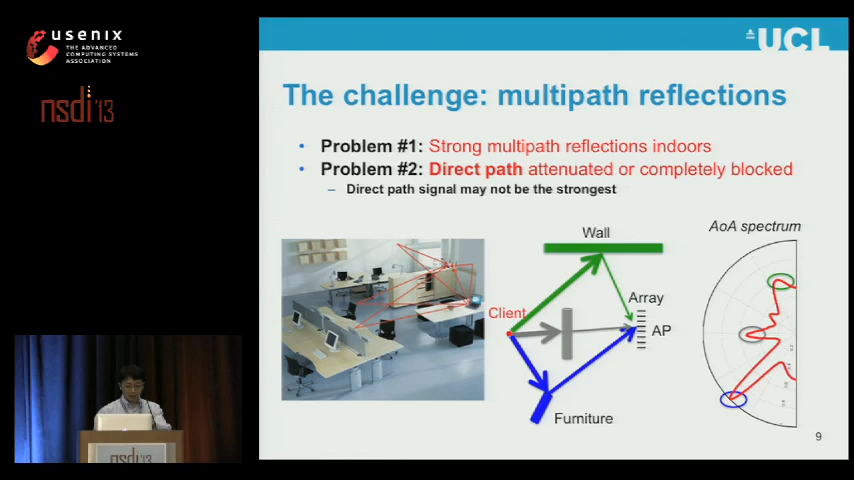 usenix
THE ADVANCED
COMPUTING SYSTEMS
ASSOCIATION
nsdi '13
UCL
The challenge: multipath reflections
• Problem #1: Strong multipath reflections indoors
• Problem #2: Direct path attenuated or completely blocked
– Direct path signal may not be the strongest
AoA spectrum
Wall
Array
Client
AP
Furniture
9
nsdi '13